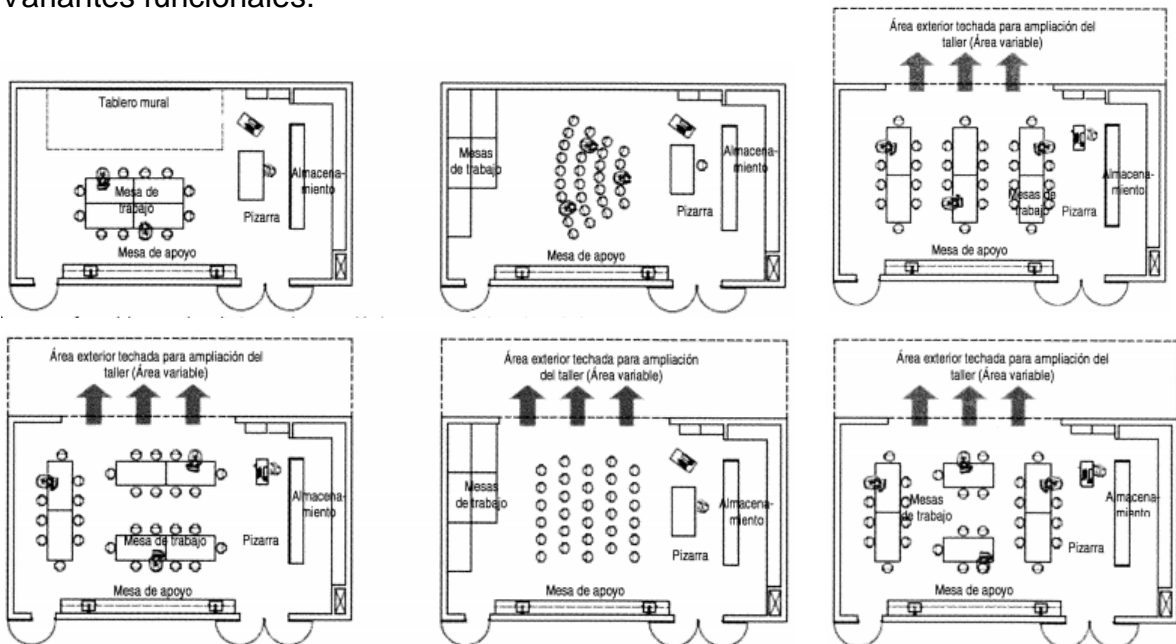 Variantes funcionales:
Tablero mural
Mesa de
trabajo
Almacena-
miento
Pizarra
Mesa de apoyo
Mesas
de trabajo
Almacena-
miento
Pizarra
Mesa de apoyo
Área exterior techada para ampliación del
taller (Área variable)
Mesas de
trabajo
Almacena-
miento
Pizarra
Mesa de apoyo
Área exterior techada para ampliación del
taller (Área variable)
Mesa de trabajo
Almacena-
miento
Pizarra
Mesa de apoyo
Área exterior techada para ampliación
del taller (Área variable)
Mesas
de trabajo
Almacena-
miento
Pizarra
Mesa de apoyo
Área exterior techada para ampliación del
taller (Área variable)
Mesas
de trabajo
Almacena-
miento
Pizarra
Mesa de apoyo